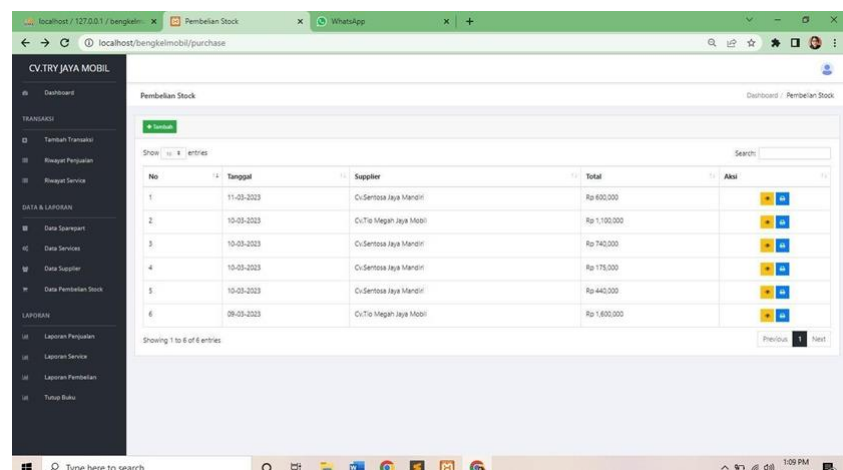 localhost / 127.0.0.1 / bengkelm
Pembelian Stock
WhatsApp
localhost/bengkelmobil/purchase
CV.TRY JAYA MOBIL
Dashboard
Pembelian Stock
Dashboard / Pembelian Stock
TRANSAKSI
Tambah
Tambah Transaksi
Show 10 entries
Search:
Riwayat Penjualan
Riwayat Service
No Tanggal Supplier Total Aksi
1 11-03-2023 Cv.Sentosa Jaya Mandiri Rp 600,000
2 10-03-2023 Cv.Tio Megah Jaya Mobil Rp 1,100,000
3 10-03-2023 Cv.Sentosa Jaya Mandiri Rp 740,000
4 10-03-2023 Cv.Sentosa Jaya Mandiri Rp 175,000
5 10-03-2023 Cv.Sentosa Jaya Mandiri Rp 440,000
6 09-03-2023 Cv.Tio Megah Jaya Mobil Rp 1,600,000
Showing 1 to 6 of 6 entries
Previous 1 Next
DATA & LAPORAN
Data Sparepart
Data Services
Data Supplier
Data Pembelian Stock
LAPORAN
Laporan Penjualan
Laporan Service
Laporan Pembelian
Tutup Buku
Type here to search
1:09 PM